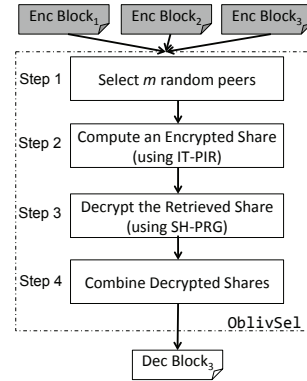 Enc Block1 Enc Block2 Enc Block3
Step 1 Select m random peers
Step 2 Compute an Encrypted Share
(using IT-PIR)
Step 3 Decrypt the Retrieved Share
(using SH-PRG)
Step 4 Combine Decrypted Shares
OblivSel
Dec Block3